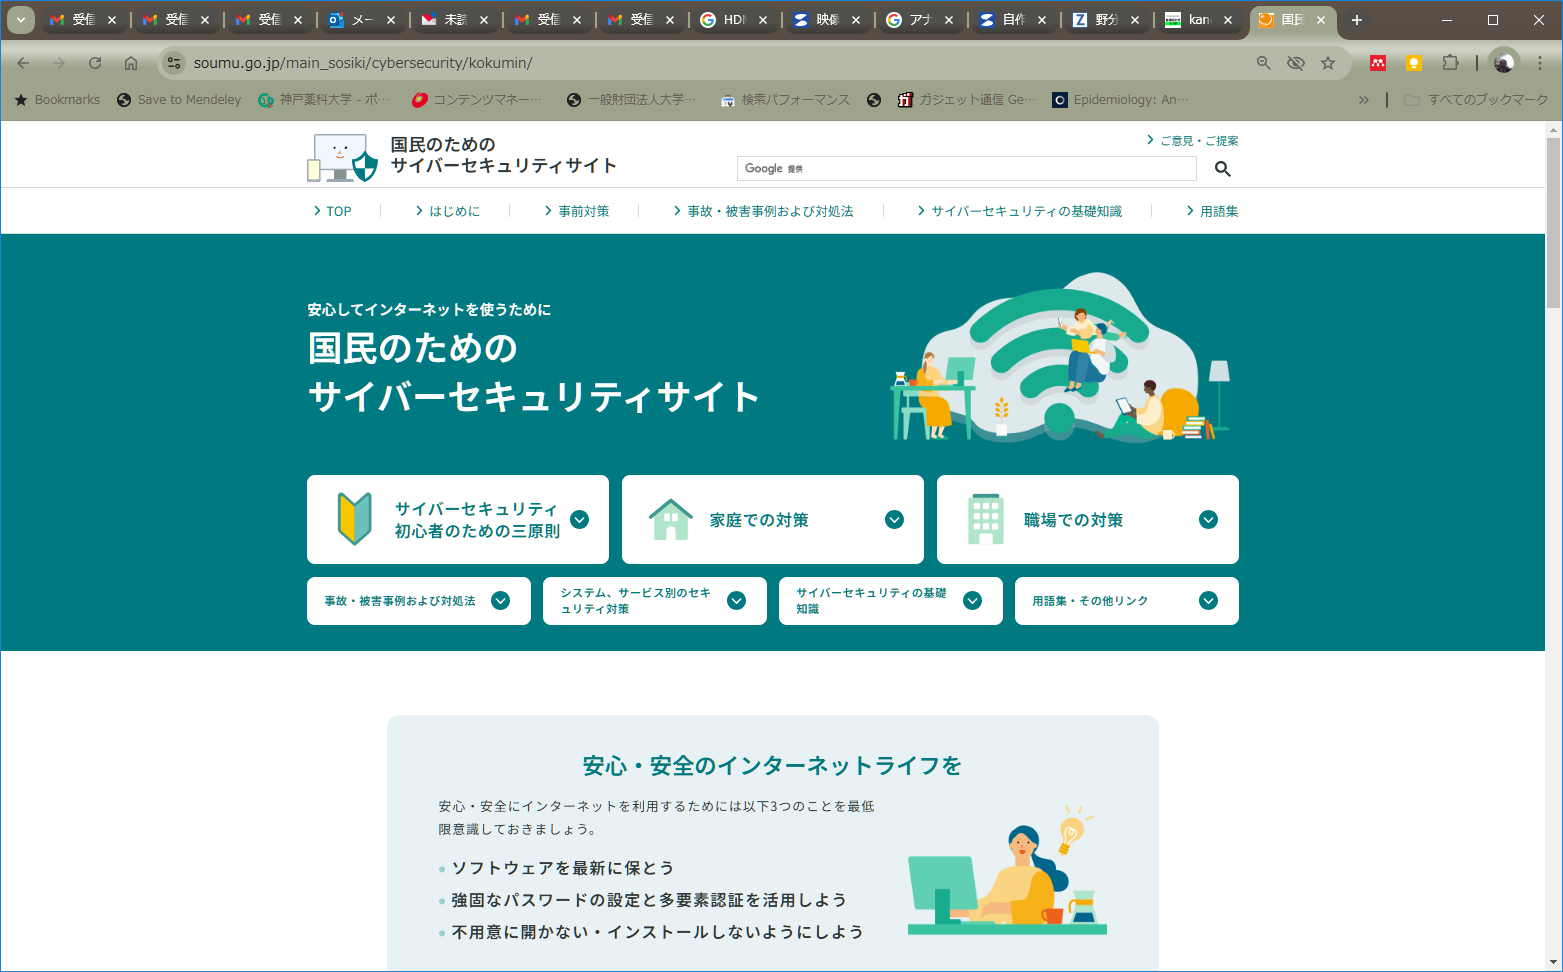 受信
受信
受信
メー
未読
受信
受信
HDM
映像
アナ
自作
野分
kan
国民
soumu.go.jp/main_sosiki/cybersecurity/kokumin/
Bookmarks
Save to Mendeley
神戸薬科大学 - ポ…
コンテンツマネー…
一般財団法人大学…
検索パフォーマンス
ガジェット通信 Ge…
Epidemiology: An…
すべてのブックマーク
国民のための
サイバーセキュリティサイト
ご意見・ご提案
Google 提供
TOP
はじめに
事前対策
事故・被害事例および対処法
サイバーセキュリティの基礎知識
用語集
安心してインターネットを使うために
国民のための
サイバーセキュリティサイト
サイバーセキュリティ
初心者のための三原則
家庭での対策
職場での対策
事故・被害事例および対処法
システム、サービス別のセキ
ュリティ対策
サイバーセキュリティの基礎
知識
用語集・その他リンク
安心・安全のインターネットライフを
安心・安全にインターネットを利用するためには以下3つのことを最低
限意識しておきましょう。
ソフトウェアを最新に保とう
強固なパスワードの設定と多要素認証を活用しよう
不用意に開かない・インストールしないようにしよう